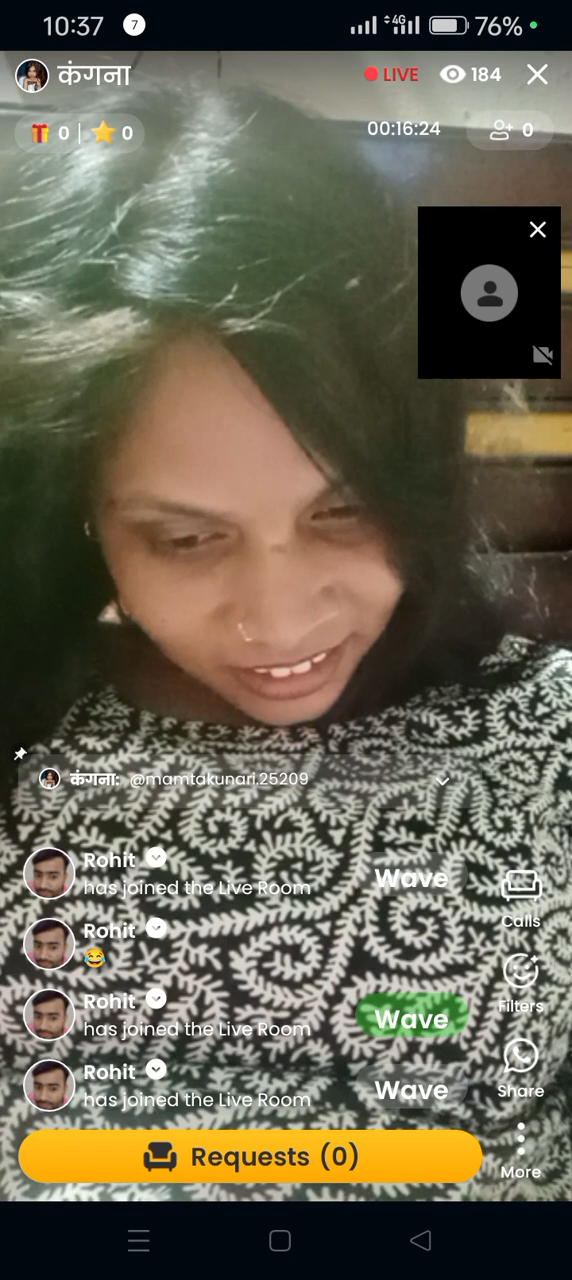 10:37 7 4G 76%
कंगना LIVE 184
0 | 0 00:16:24 0
कंगना: @mamtakunari.25209
Rohit
has joined the Live Room Wave
Calls
Rohit
😂
Filters
Rohit
has joined the Live Room Wave
Rohit
has joined the Live Room Wave
Share
Requests (0)
More